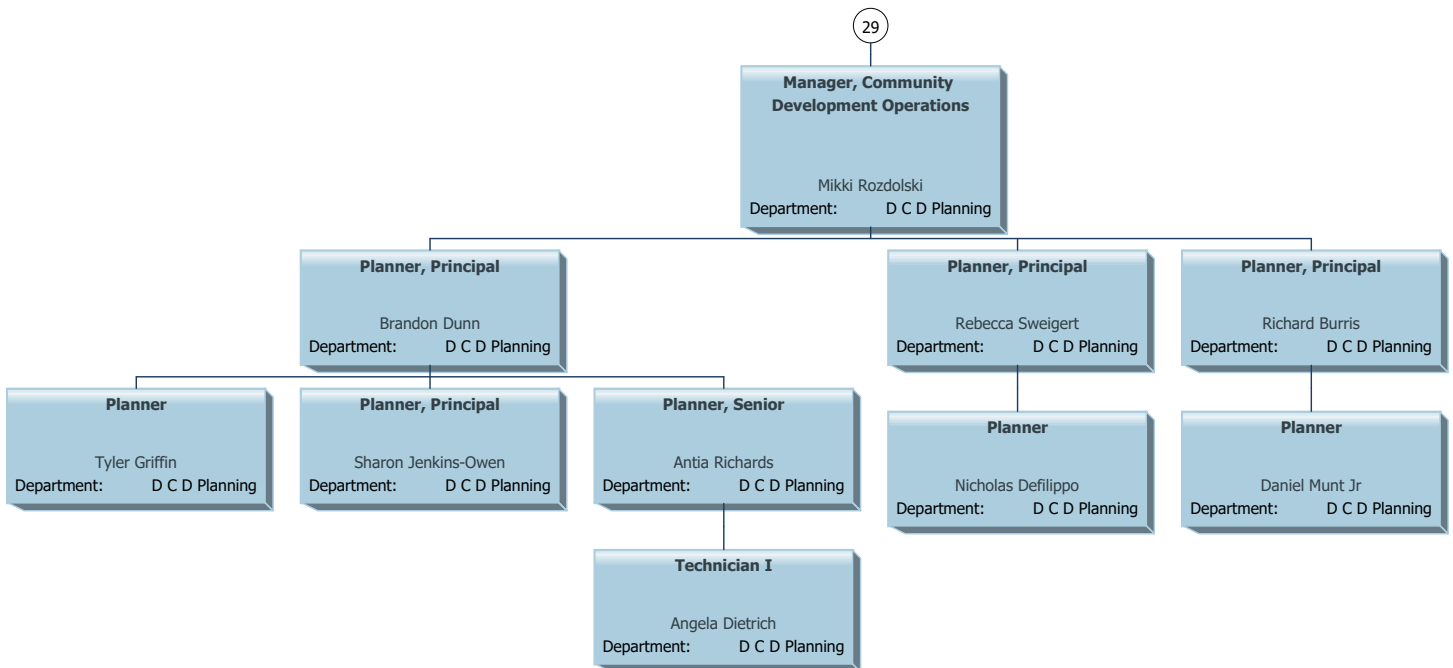 29
Manager, Community
Development Operations
Mikki Rozdolski
Department: D C D Planning
Planner, Principal
Brandon Dunn
Department: D C D Planning
Planner, Principal
Rebecca Sweigert
Department: D C D Planning
Planner, Principal
Richard Burris
Department: D C D Planning
Planner
Tyler Griffin
Department: D C D Planning
Planner, Principal
Sharon Jenkins-Owen
Department: D C D Planning
Planner, Senior
Antia Richards
Department: D C D Planning
Planner
Nicholas Defilippo
Department: D C D Planning
Planner
Daniel Munt Jr
Department: D C D Planning
Technician I
Angela Dietrich
Department: D C D Planning